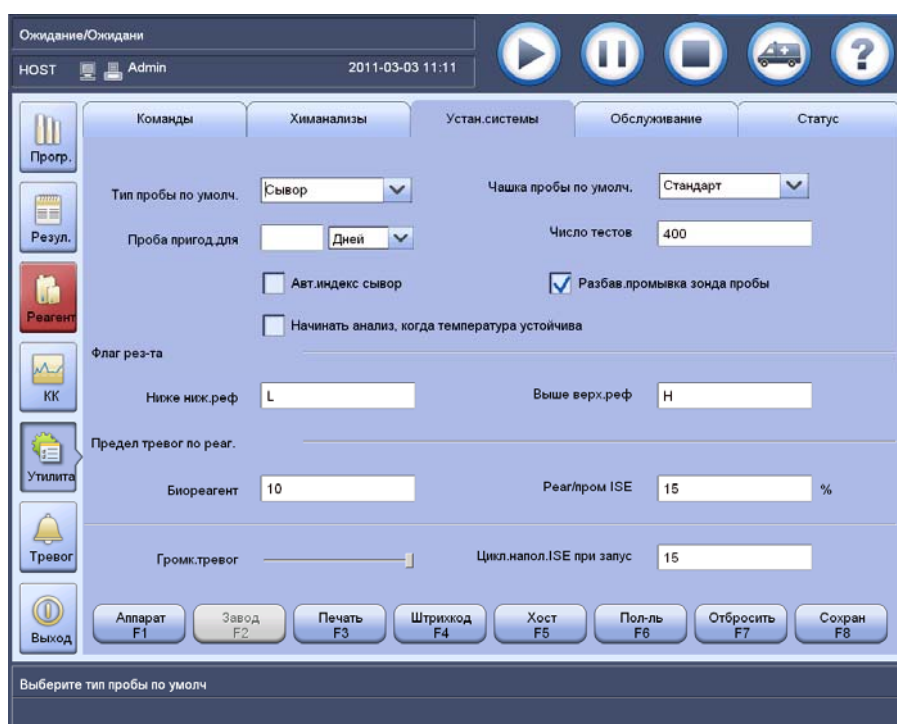 Ожидание/Ожидани
HOST Admin 2011-03-03 11:11
?
Команды Химанализы Устан.системы Обслуживание Статус
Прогр.
Резул.
Реагент
КК
Утилита
Тревог
Выход
Тип пробы по умолч. Сывор Чашка пробы по умолч. Стандарт
Проба пригод.для Дней Число тестов 400
Авт.индекс сывор Разбав.промывка зонда пробы
Начинать анализ, когда температура устойчива
Флаг рез-та
Ниже ниж.реф L Выше верх.реф H
Предел тревог по реаг.
Биореагент 10 Реаг/пром ISE 15 %
Громк.тревог Цикл.напол.ISE при запус 15
Аппарат Завод Печать Штрихкод Хост Пол-ль Отбросить Сохран
F1 F2 F3 F4 F5 F6 F7 F8
Выберите тип пробы по умолч